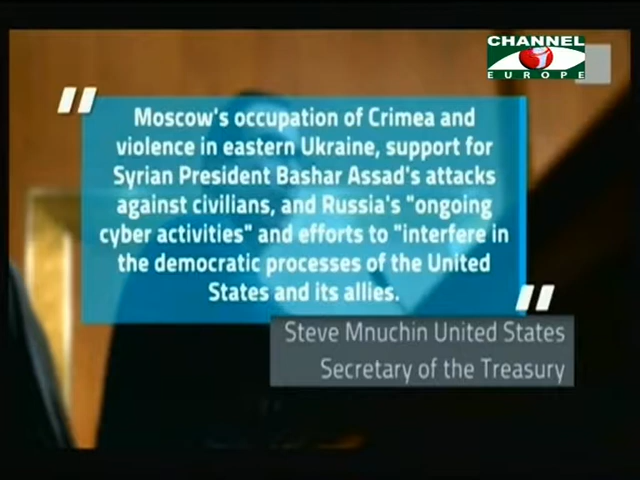 CHANNEL
i
EUROPE
"
Moscow's occupation of Crimea and
violence in eastern Ukraine, support for
Syrian President Bashar Assad's attacks
against civilians, and Russia's "ongoing
cyber activities" and efforts to "interfere in
the democratic processes of the United
States and its allies.
"
Steve Mnuchin United States
Secretary of the Treasury